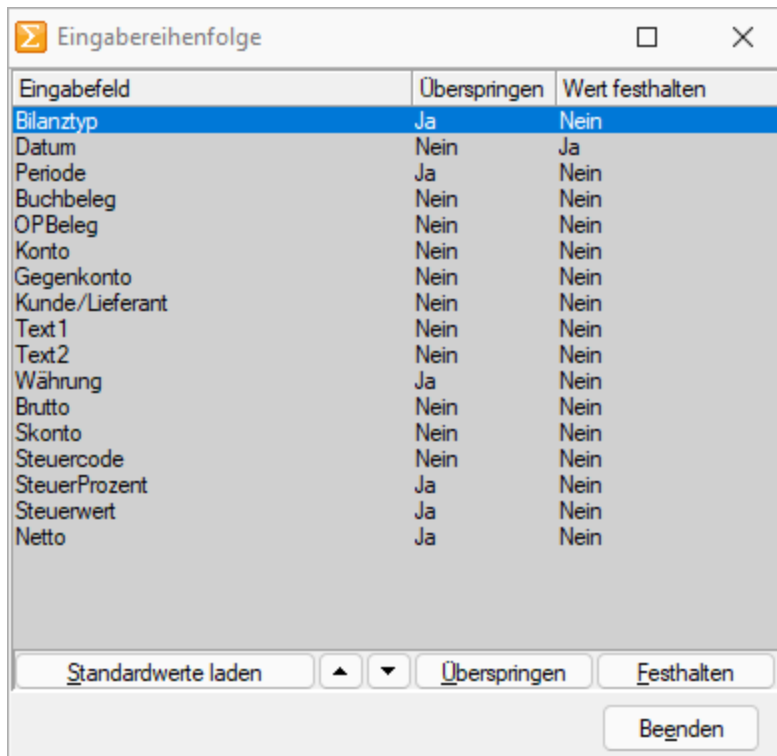 Eingabereihenfolge
Eingabefeld Überspringen Wert festhalten
Bilanztyp Ja Nein
Datum Nein Ja
Periode Ja Nein
Buchbeleg Nein Nein
OPBeleg Nein Nein
Konto Nein Nein
Gegenkonto Nein Nein
Kunde/Lieferant Nein Nein
Text1 Nein Nein
Text2 Nein Nein
Währung Ja Nein
Brutto Nein Nein
Skonto Nein Nein
Steuercode Nein Nein
SteuerProzent Ja Nein
Steuerwert Ja Nein
Netto Ja Nein
Standardwerte laden Überspringen Festhalten
Beenden